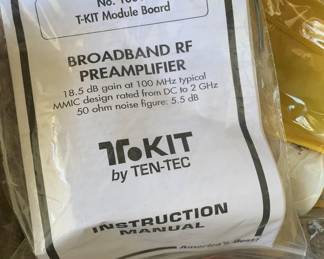 T-KIT Module Board
BROADBAND RF
PREAMPLIFIER
18.5 dB gain at 100 MHz typical
MMIC design rated from DC to 2 GHz
50 ohm noise figure: 5.5 dB
T-KIT
by TEN-TEC
INSTRUCTION
MANUAL